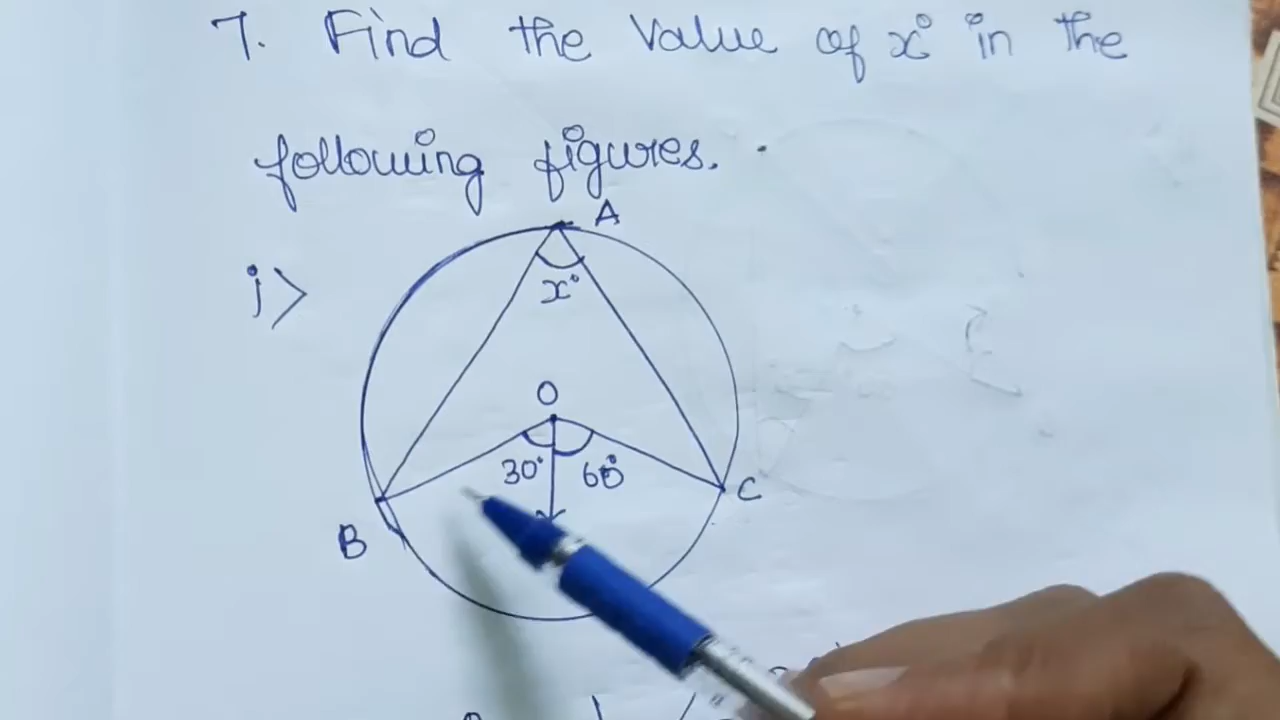 7. Find the Value of x° in the
following figures.
i>
A
x°
O
30° 60°
B
C